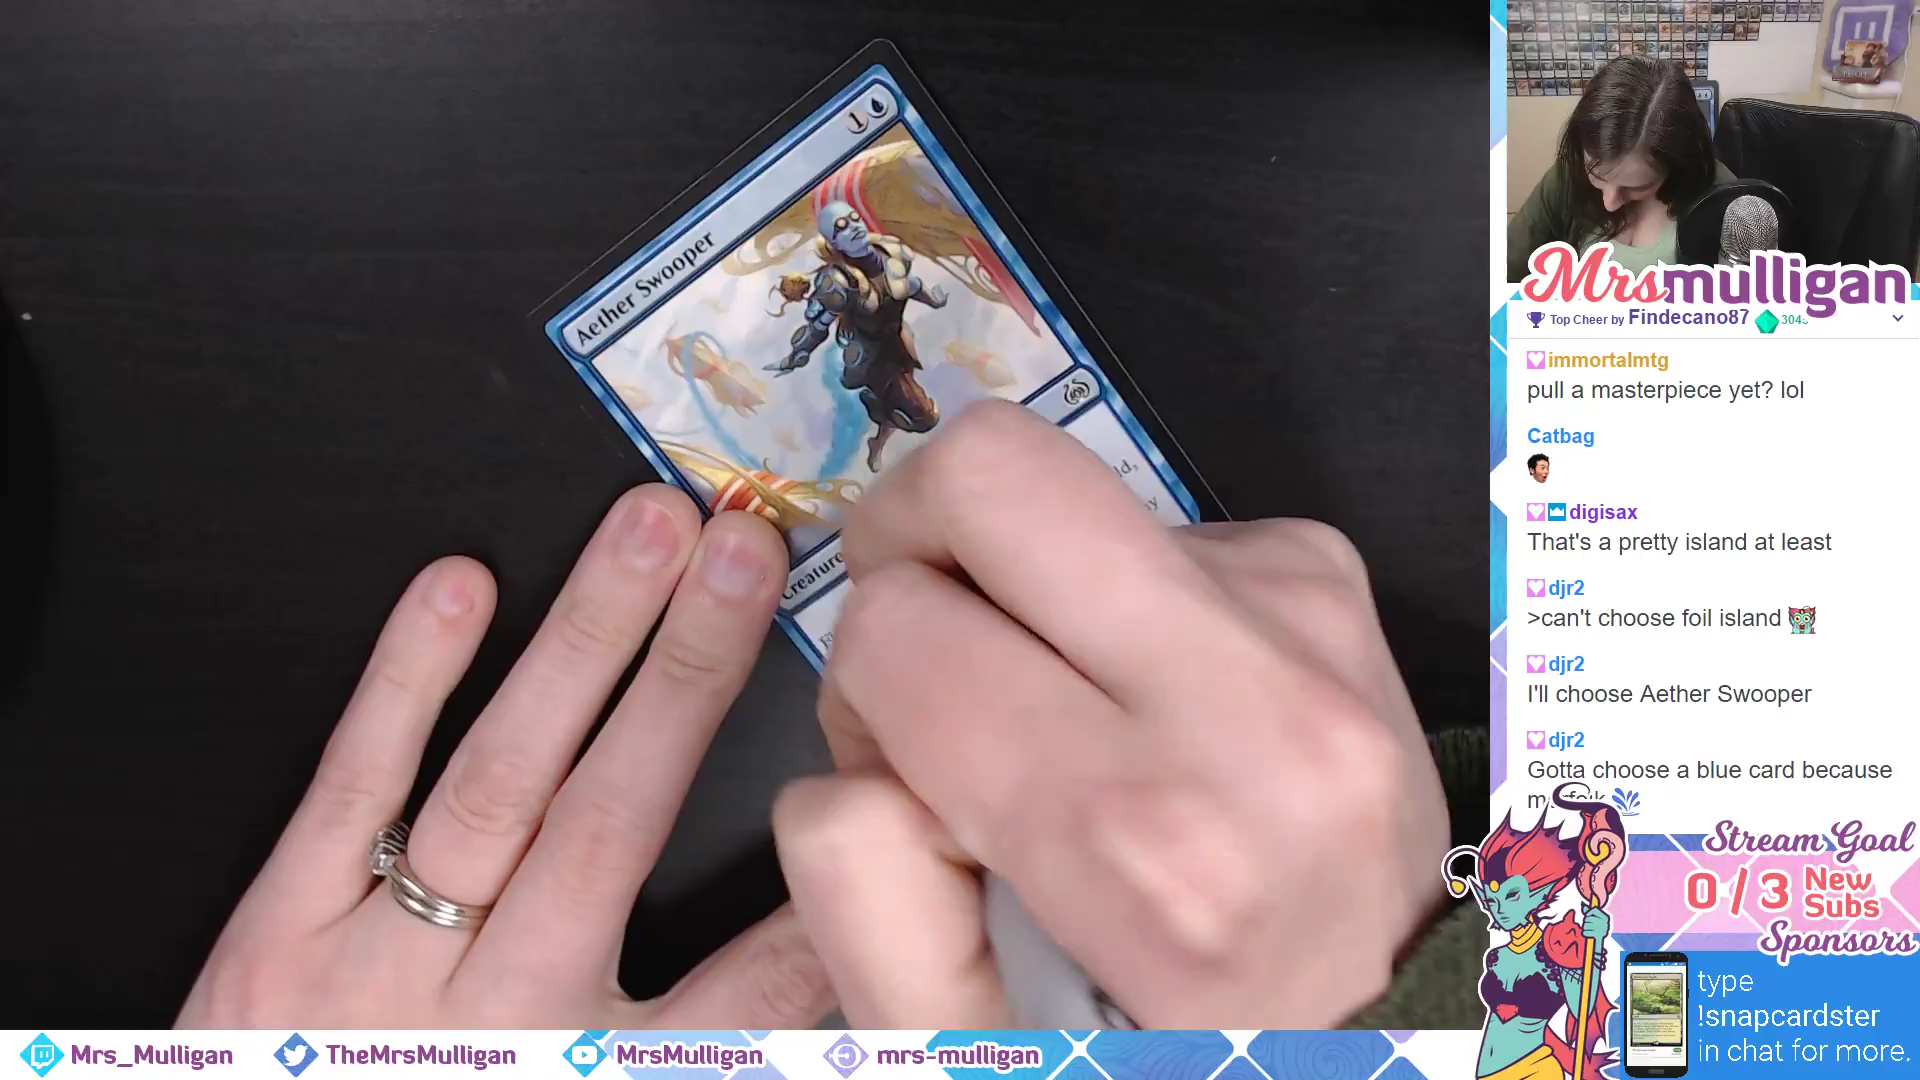 Aether Swooper
1
Creature
Mrsmulligan
Top Cheer by Findecano87
immortalmtg
pull a masterpiece yet? lol
Catbag
digisax
That's a pretty island at least
djr2
>can't choose foil island
djr2
I'll choose Aether Swooper
djr2
Gotta choose a blue card because
Stream Goal
0 / 3 New Subs
Sponsors
type
!snapcardster
in chat for more.
Mrs_Mulligan
TheMrsMulligan
MrsMulligan
mrs-mulligan